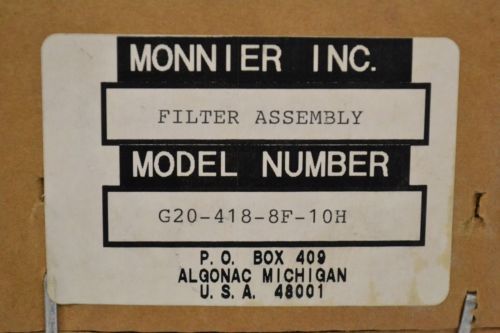 MONNIER INC.
FILTER ASSEMBLY
MODEL NUMBER
G20-418-8F-10H
P.O. BOX 409
ALGONAC MICHIGAN
U.S.A. 48001